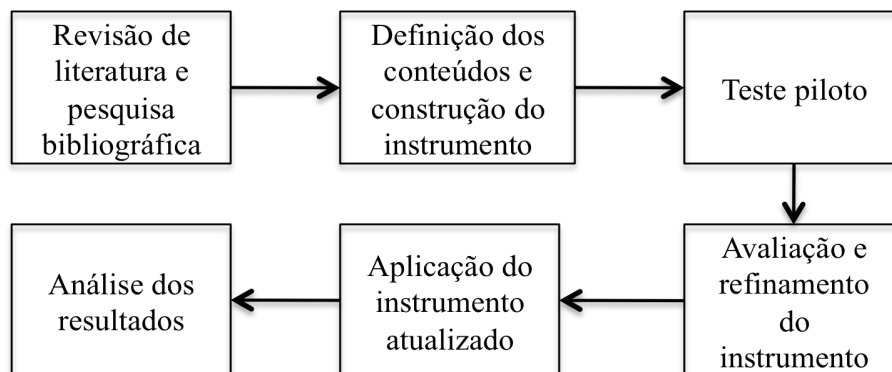 Revisão de
literatura e
pesquisa
bibliográfica
Definição dos
conteúdos e
construção do
instrumento
Teste piloto
Avaliação e
refinamento
do
instrumento
Aplicação do
instrumento
atualizado
Análise dos
resultados